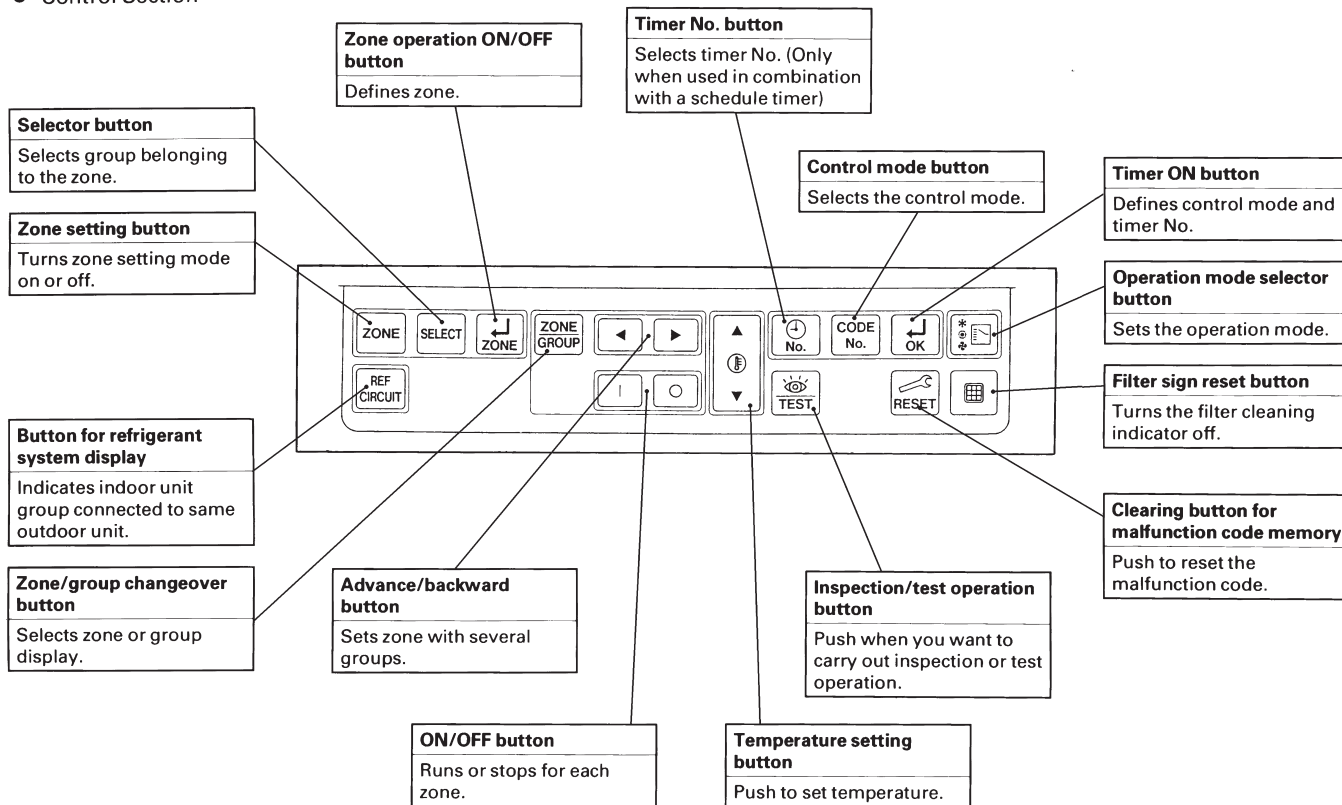 Control Section
Timer No. button
Selects timer No. (Only
when used in combination
with a schedule timer)
Zone operation ON/OFF
button
Defines zone.
Selector button
Selects group belonging
to the zone.
Control mode button
Selects the control mode.
Timer ON button
Defines control mode and
timer No.
Zone setting button
Turns zone setting mode
on or off.
Operation mode selector
button
Sets the operation mode.
ZONE
SELECT
ZONE
ZONE
GROUP
No.
CODE
No.
OK
REF
CIRCUIT
TEST
RESET
Filter sign reset button
Turns the filter cleaning
indicator off.
Button for refrigerant
system display
Indicates indoor unit
group connected to same
outdoor unit.
Clearing button for
malfunction code memory
Push to reset the
malfunction code.
Zone/group changeover
button
Selects zone or group
display.
Advance/backward
button
Sets zone with several
groups.
Inspection/test operation
button
Push when you want to
carry out inspection or test
operation.
ON/OFF button
Runs or stops for each
zone.
Temperature setting
button
Push to set temperature.